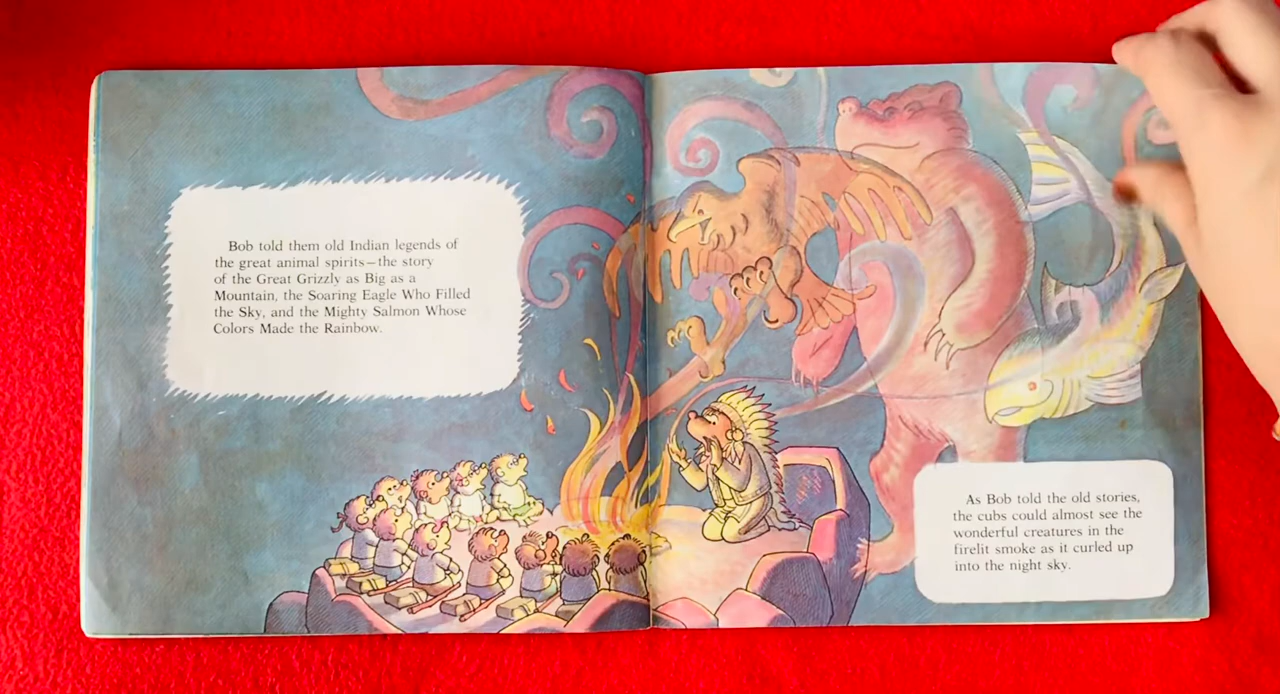 Bob told them old Indian legends of
the great animal spirits—the story
of the Great Grizzly as Big as a
Mountain, the Soaring Eagle Who Filled
the Sky, and the Mighty Salmon Whose
Colors Made the Rainbow.
As Bob told the old stories,
the cubs could almost see the
wonderful creatures in the
firelit smoke as it curled up
into the night sky.